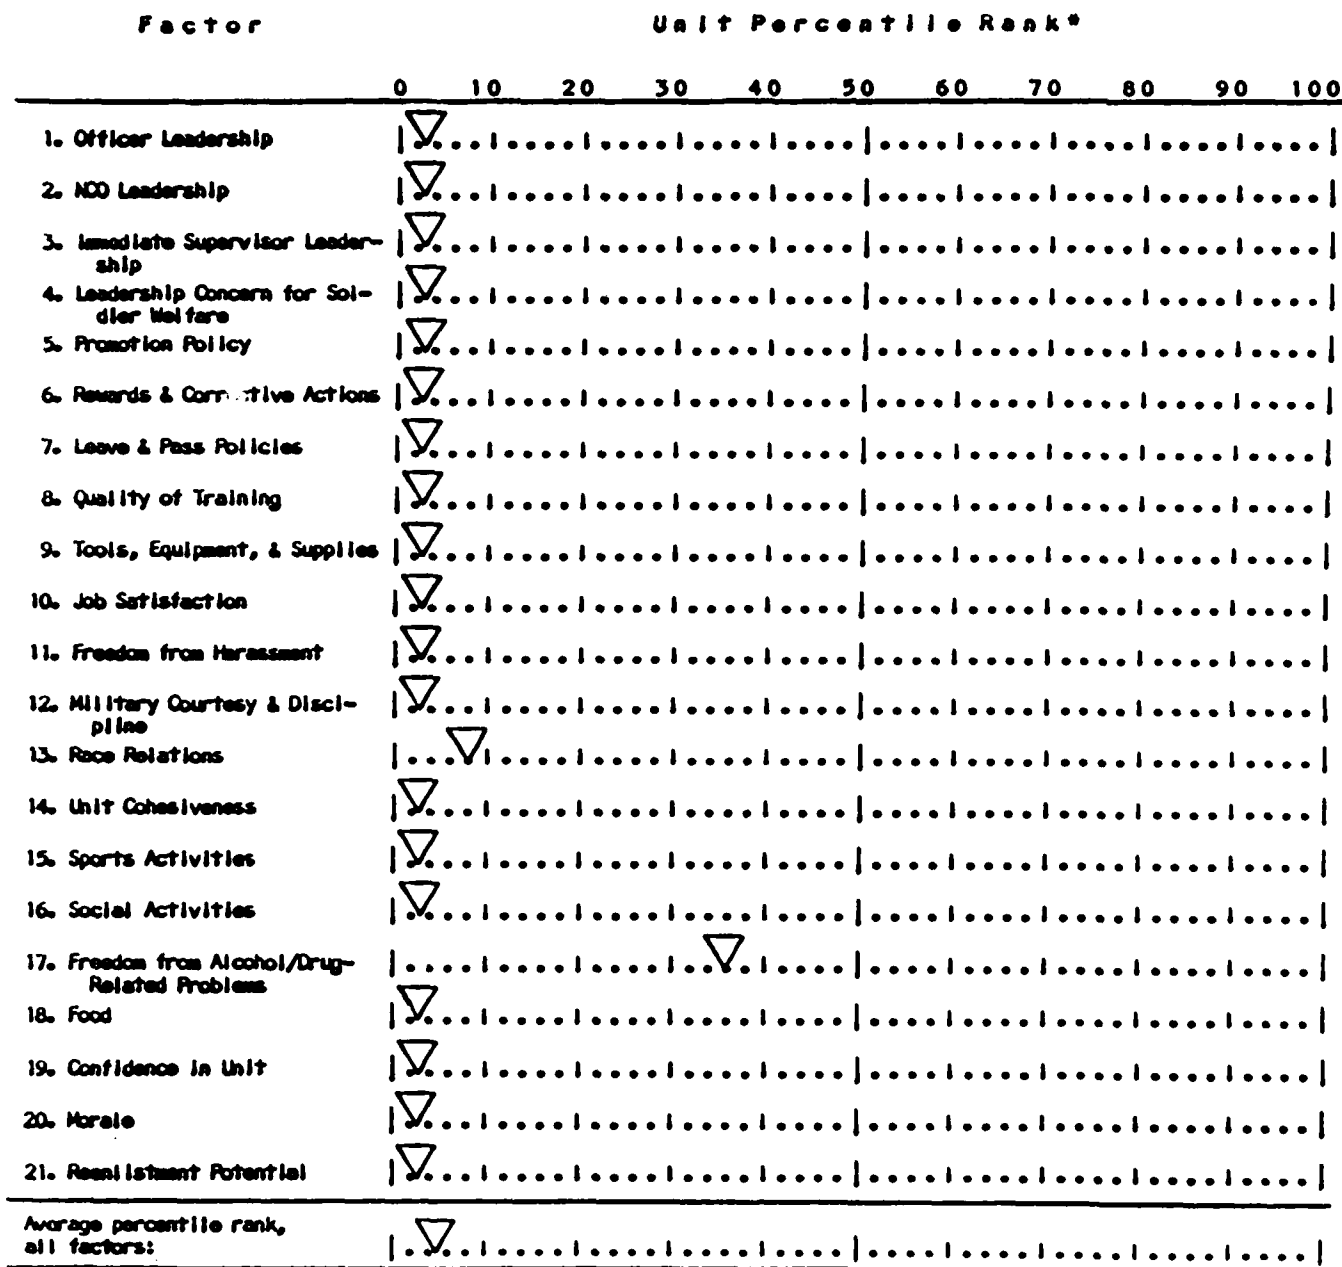 Factor Unit Percentile Rank*
0 10 20 30 40 50 60 70 80 90 100
1. Officer Leadership
2. NCO Leadership
3. Immediate Supervisor Leader-
ship
4. Leadership Concern for Sol-
dier Welfare
5. Promotion Policy
6. Rewards & Corr tive Actions
7. Leave & Pass Policies
8. Quality of Training
9. Tools, Equipment, & Supplies
10. Job Satisfaction
11. Freedom from Harassment
12. Military Courtesy & Disci-
pline
13. Race Relations
14. Unit Cohesiveness
15. Sports Activities
16. Social Activities
17. Freedom from Alcohol/Drug-
Related Problems
18. Food
19. Confidence in Unit
20. Morale
21. Reenlistment Potential
Average percentile rank,
all factors: